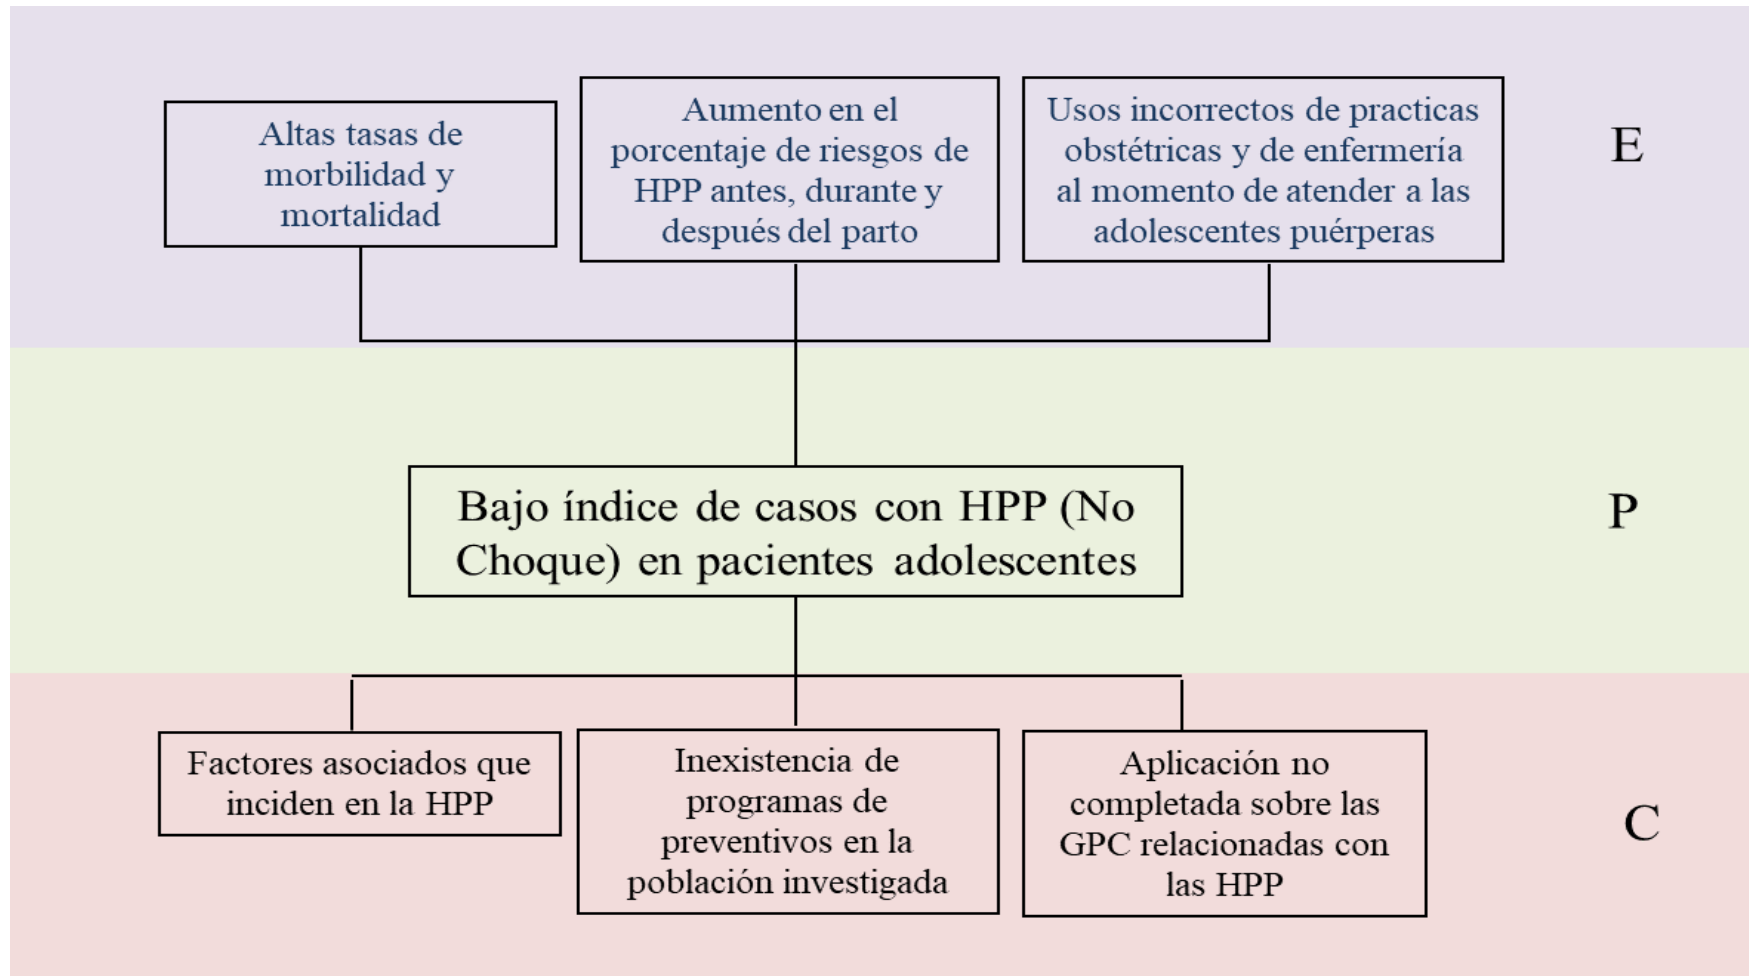 Altas tasas de
morbilidad y
mortalidad
Aumento en el
porcentaje de riesgos de
HPP antes, durante y
después del parto
Usos incorrectos de practicas
obstétricas y de enfermería
al momento de atender a las
adolescentes puérperas
E
Bajo índice de casos con HPP (No
Choque) en pacientes adolescentes
P
Factores asociados que
inciden en la HPP
Inexistencia de
programas de
preventivos en la
población investigada
Aplicación no
completada sobre las
GPC relacionadas con
las HPP
C